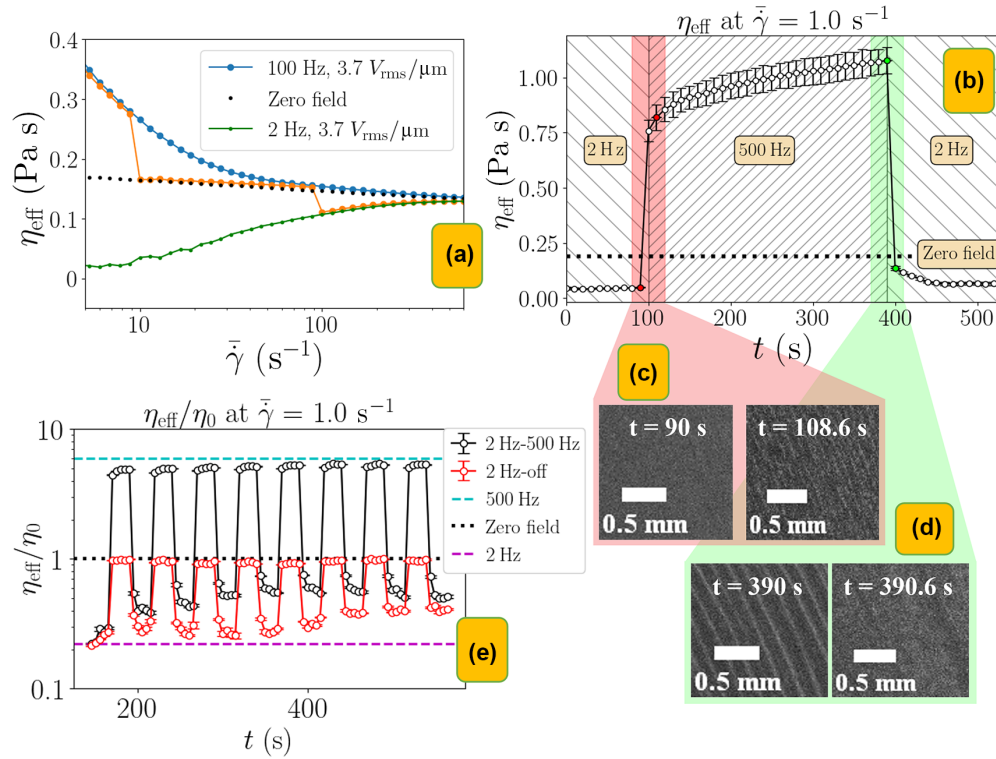 0.4
0.3
0.2
0.1
0
η_eff (Pa s)
10
100
γ̇̄ (s⁻¹)
100 Hz, 3.7 V_rms/μm
Zero field
2 Hz, 3.7 V_rms/μm
(a)
η_eff at γ̇̄ = 1.0 s⁻¹
1.00
0.75
0.50
0.25
0.00
η_eff (Pa s)
2 Hz
500 Hz
2 Hz
Zero field
0
100
200
300
400
500
t (s)
(b)
(c)
t = 90 s
0.5 mm
t = 108.6 s
0.5 mm
(d)
t = 390 s
0.5 mm
t = 390.6 s
0.5 mm
η_eff/η₀ at γ̇̄ = 1.0 s⁻¹
10
1
0.1
η_eff/η₀
200
400
t (s)
2 Hz-500 Hz
2 Hz-off
500 Hz
Zero field
2 Hz
(e)